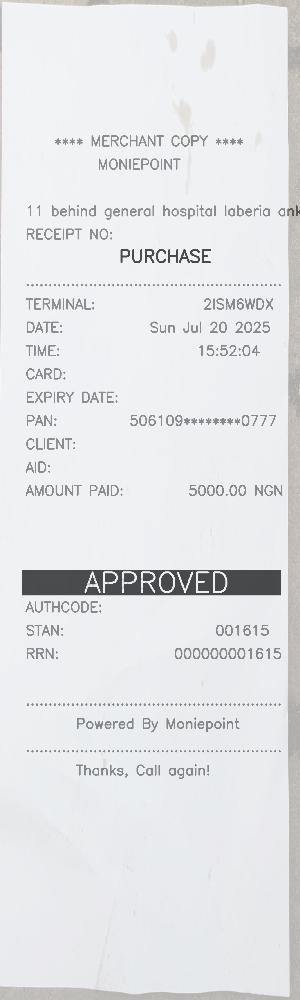 **** MERCHANT COPY ****
MONIEPOINT
11 behind general hospital laberia ank
RECEIPT NO:
PURCHASE
TERMINAL: 2ISM6WDX
DATE: Sun Jul 20 2025
TIME: 15:52:04
CARD:
EXPIRY DATE:
PAN: 506109********0777
CLIENT:
AID:
AMOUNT PAID: 5000.00 NGN
APPROVED
AUTHCODE:
STAN: 001615
RRN: 000000001615
Powered By Moniepoint
Thanks, Call again!